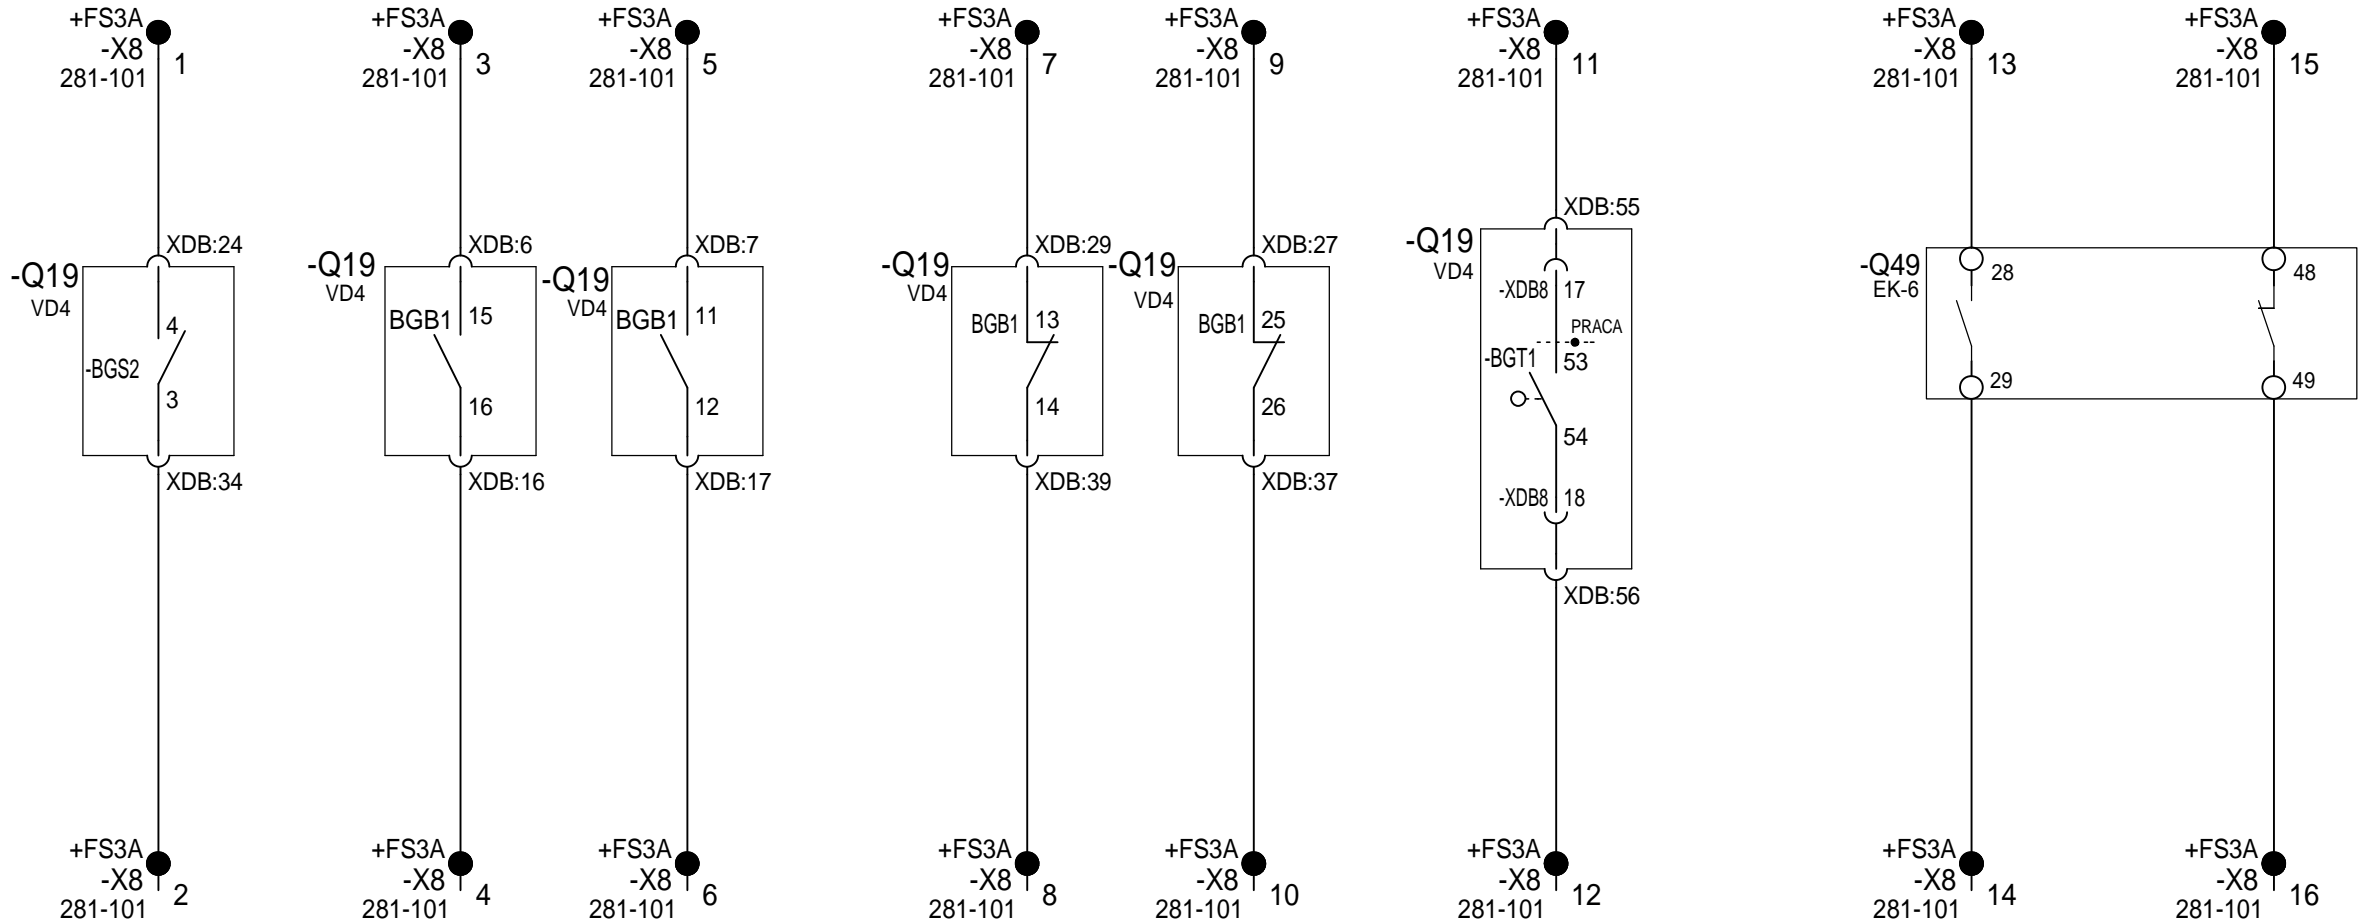 +FS3A
-X8
281-101
1
+FS3A
-X8
281-101
3
+FS3A
-X8
281-101
5
+FS3A
-X8
281-101
7
+FS3A
-X8
281-101
9
+FS3A
-X8
281-101
11
+FS3A
-X8
281-101
13
+FS3A
-X8
281-101
15
XDB:24
-Q19
VD4
4
-BGS2
3
XDB:34
XDB:6
-Q19
VD4
BGB1
15
16
XDB:16
XDB:7
-Q19
VD4
BGB1
11
12
XDB:17
XDB:29
-Q19
VD4
BGB1
13
14
XDB:39
XDB:27
-Q19
VD4
BGB1
25
26
XDB:37
XDB:55
-Q19
VD4
-XDB8
17
PRACA
-BGT1
53
54
-XDB8
18
XDB:56
-Q49
EK-6
28
29
48
49
+FS3A
-X8
281-101
2
+FS3A
-X8
281-101
4
+FS3A
-X8
281-101
6
+FS3A
-X8
281-101
8
+FS3A
-X8
281-101
10
+FS3A
-X8
281-101
12
+FS3A
-X8
281-101
14
+FS3A
-X8
281-101
16